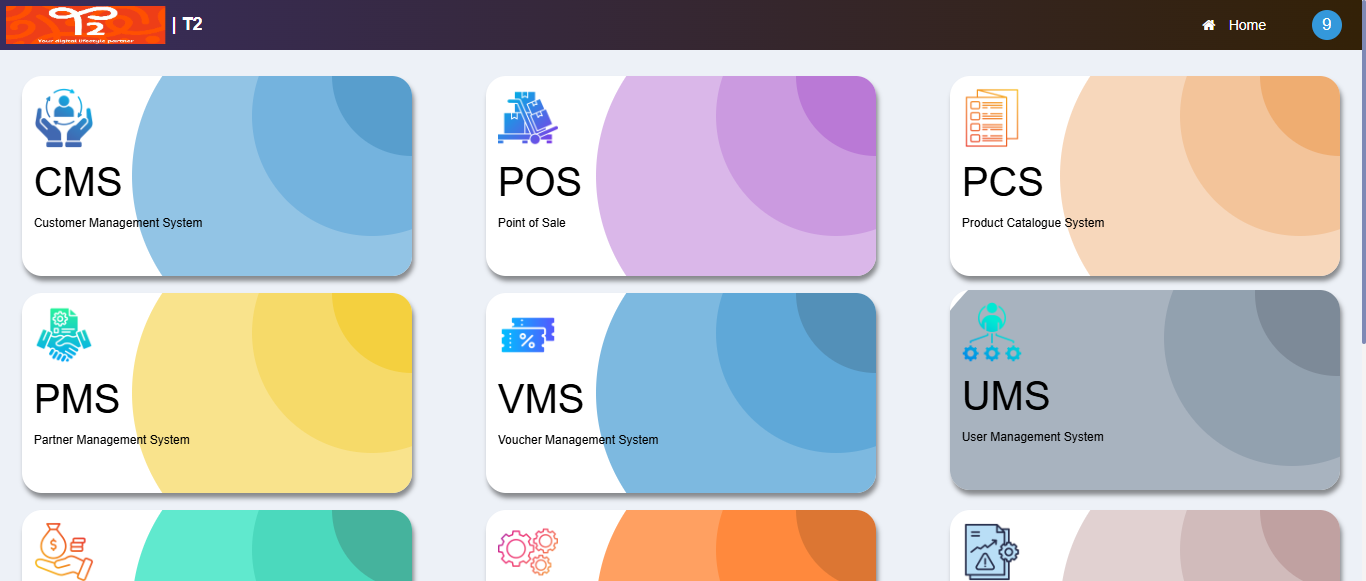 T2
Your digital lifestyle partner
| T2
Home
9
CMS
Customer Management System
POS
Point of Sale
PCS
Product Catalogue System
PMS
Partner Management System
VMS
Voucher Management System
UMS
User Management System